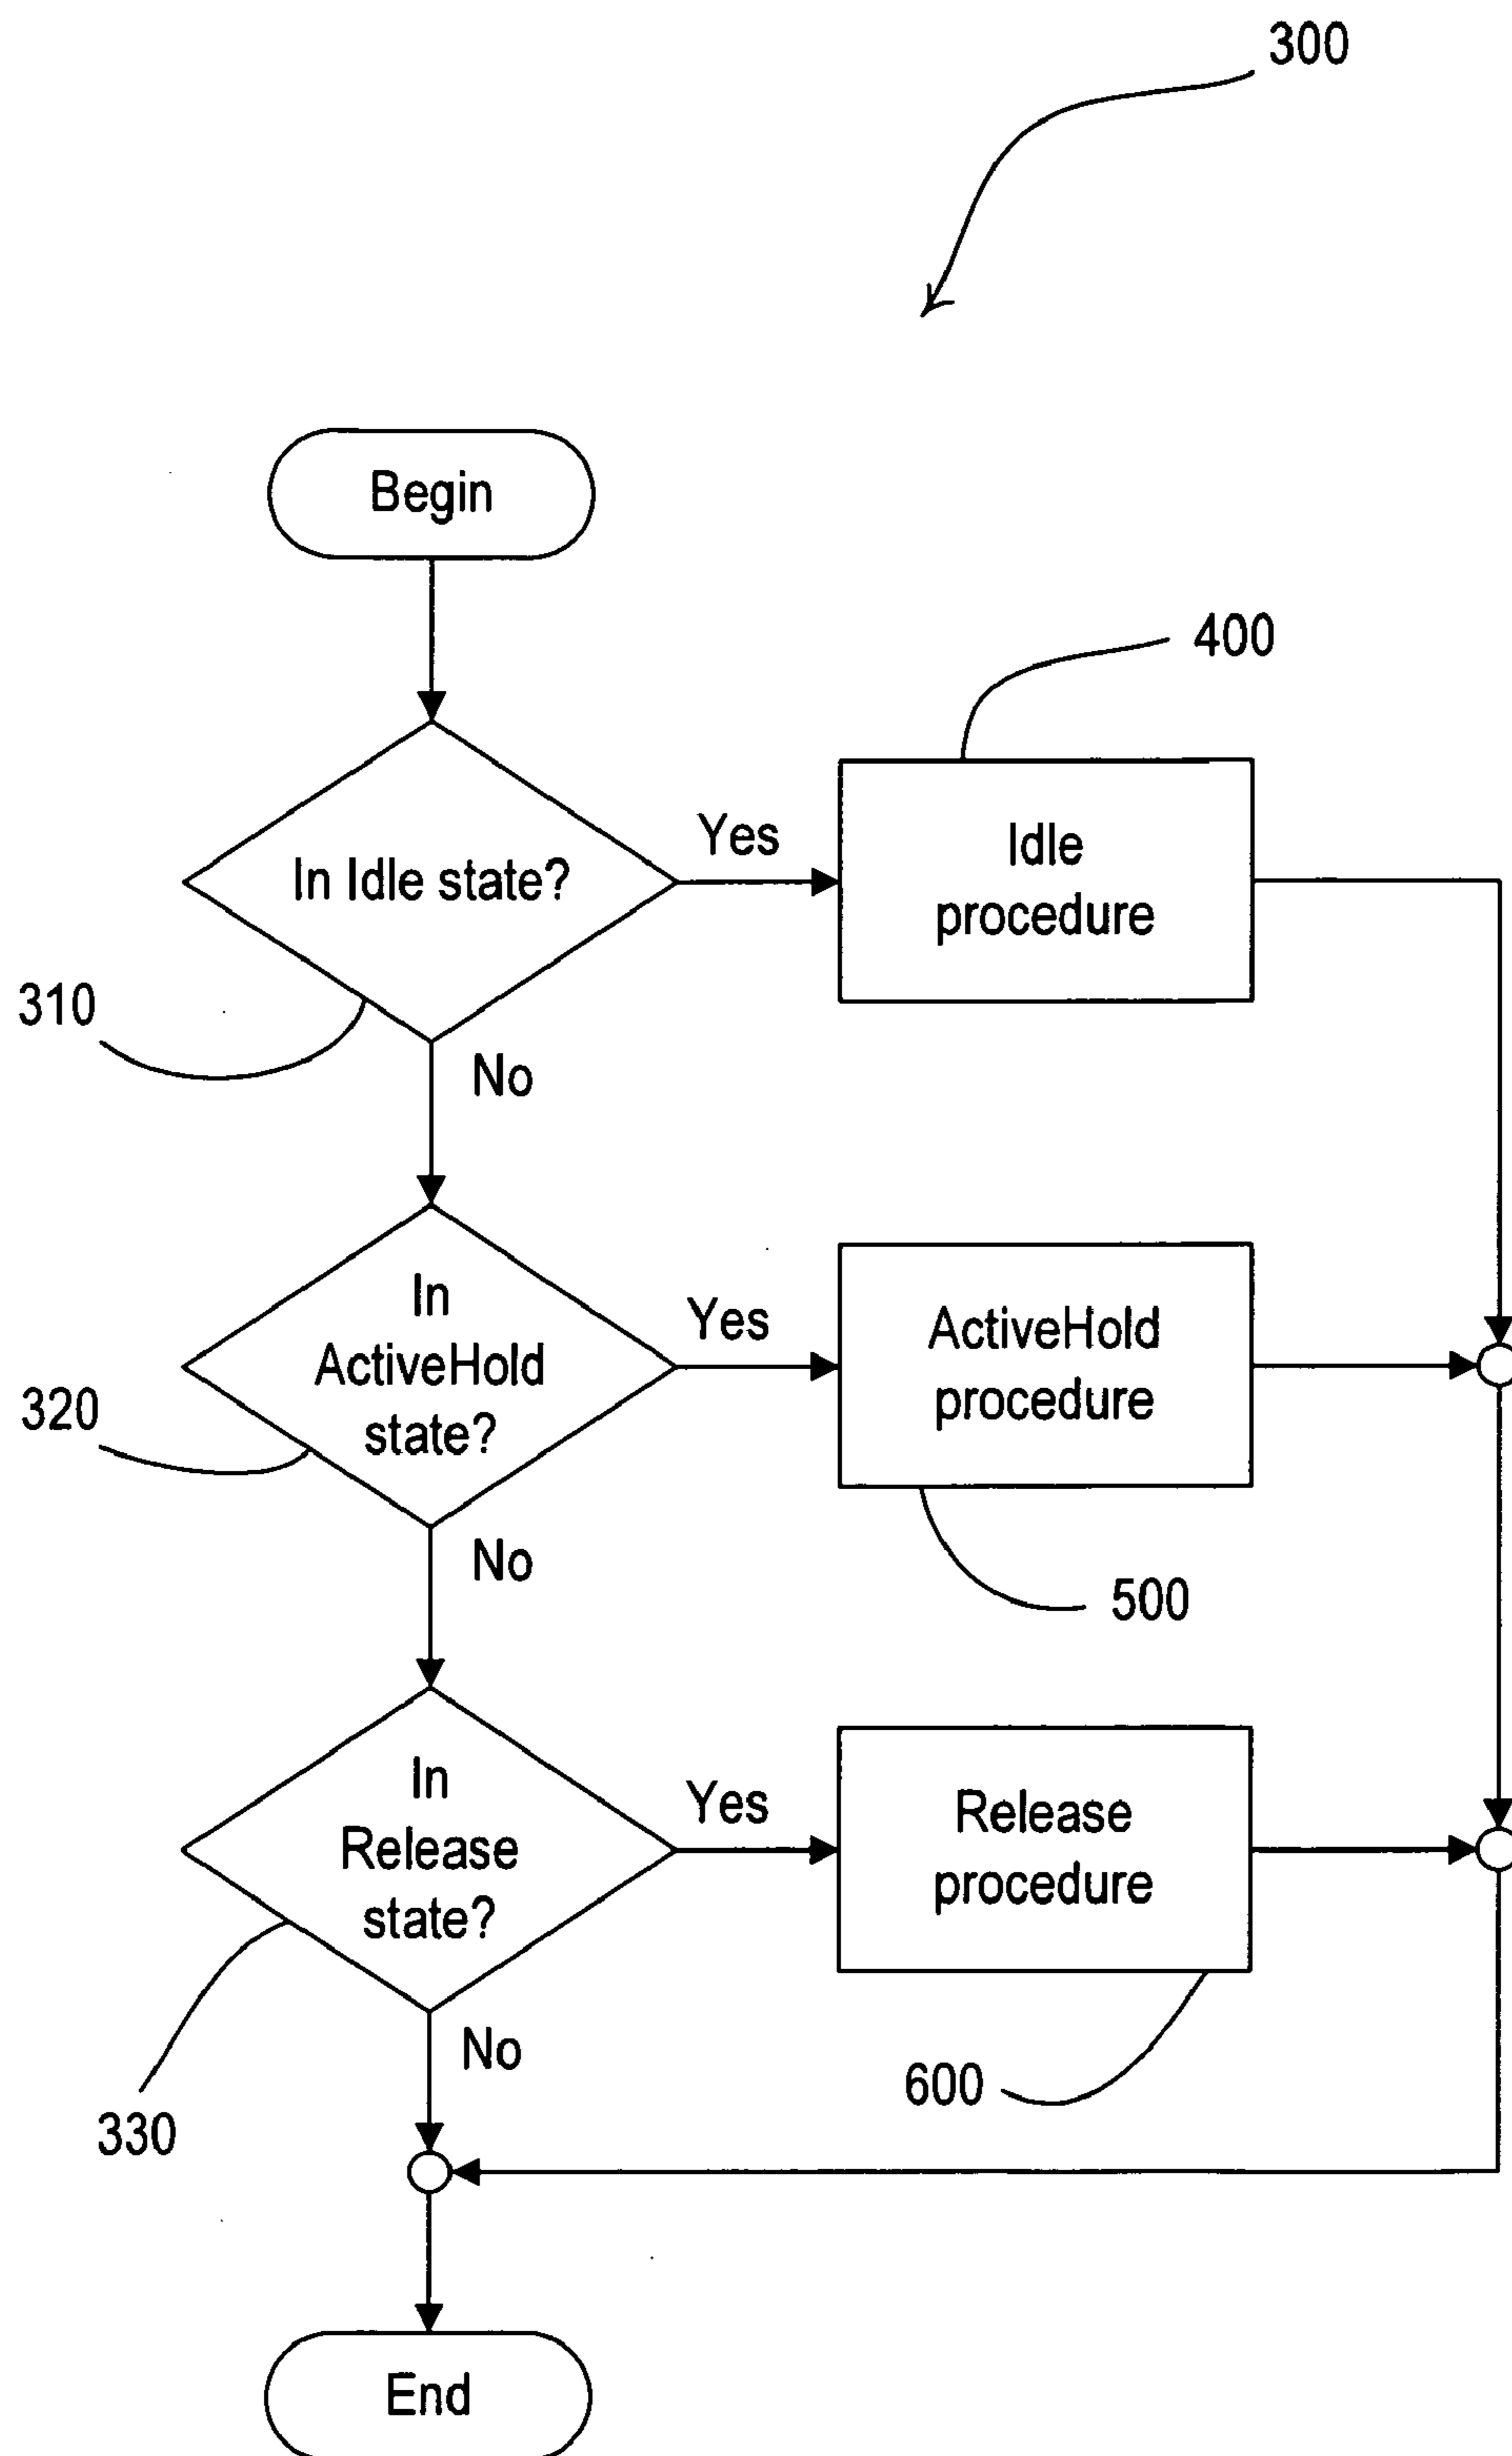 300
Begin
400
In Idle state?
Yes
Idle
procedure
310
No
In
ActiveHold
state?
Yes
ActiveHold
procedure
320
No
500
In
Release
state?
Yes
Release
procedure
No
600
330
End